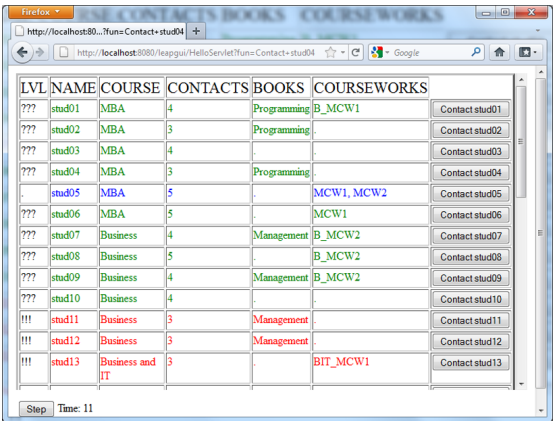 Firefox
http://localhost:80...?fun=Contact+stud04
http://localhost:8080/leapgui/HelloServlet?fun=Contact+stud04 Google
LVL NAME COURSE CONTACTS BOOKS COURSEWORKS
??? stud01 MBA 4 Programming B_MCW1 Contact stud01
??? stud02 MBA 3 Programming . Contact stud02
??? stud03 MBA 4 . . Contact stud03
??? stud04 MBA 3 Programming . Contact stud04
. stud05 MBA 5 . MCW1, MCW2 Contact stud05
??? stud06 MBA 5 . MCW1 Contact stud06
??? stud07 Business 4 Management B_MCW2 Contact stud07
??? stud08 Business 5 . B_MCW2 Contact stud08
??? stud09 Business 4 Management B_MCW2 Contact stud09
??? stud10 Business 4 . . Contact stud10
!!! stud11 Business 3 Management . Contact stud11
!!! stud12 Business 3 Management . Contact stud12
!!! stud13 Business and 3 . BIT_MCW1 Contact stud13
IT
Step Time: 11